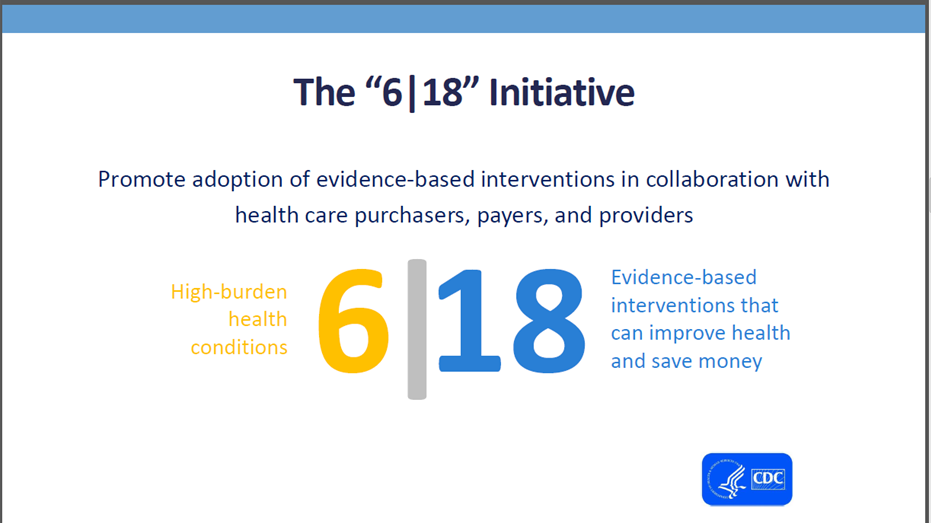 The “6|18” Initiative
Promote adoption of evidence-based interventions in collaboration with
health care purchasers, payers, and providers
High-burden
health
conditions
6|18
Evidence-based
interventions that
can improve health
and save money
CDC